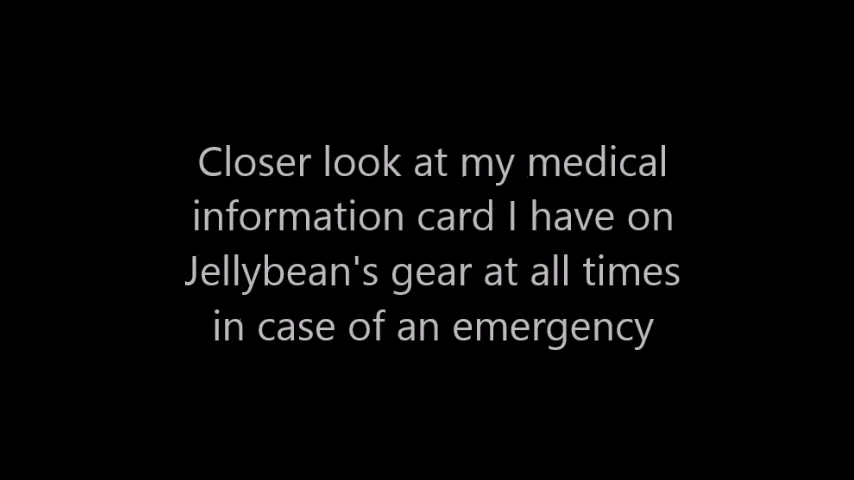 Closer look at my medical
information card I have on
Jellybean's gear at all times
in case of an emergency